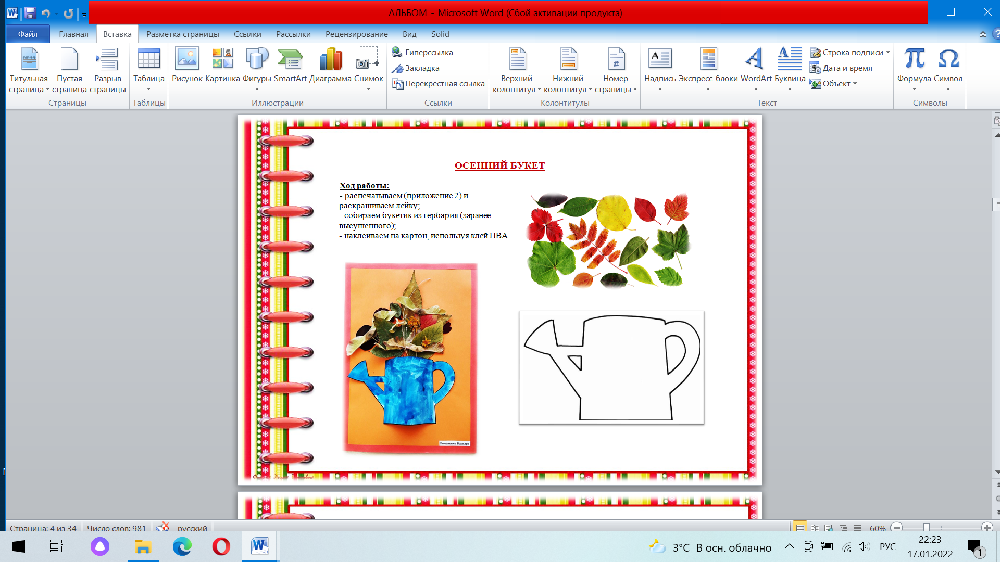 АЛЬБОМ - Microsoft Word (Сбой активации продукта)
Файл Главная Вставка Разметка страницы Ссылки Рассылки Рецензирование Вид Solid
Титульная страница
Пустая страница
Разрыв страницы
Страницы
Таблица
Таблицы
Рисунок
Картинка
Фигуры
SmartArt
Диаграмма
Снимок
Иллюстрации
Гиперссылка
Закладка
Перекрестная ссылка
Ссылки
Верхний колонтитул
Нижний колонтитул
Номер страницы
Колонтитулы
Надпись
Экспресс-блоки
WordArt
Буквица
Строка подписи
Дата и время
Объект
Текст
Формула
Символ
Символы
ОСЕННИЙ БУКЕТ
Ход работы:
- распечатываем (приложение 2) и
раскрашиваем лейку;
- собираем букетик из гербария (заранее
высушенного);
- наклеиваем на картон, используя клей ПВА.
Романенко Варвара
Страница: 4 из 34 Число слов: 981 русский 60%
3°C В осн. облачно РУС 22:23
17.01.2022
1